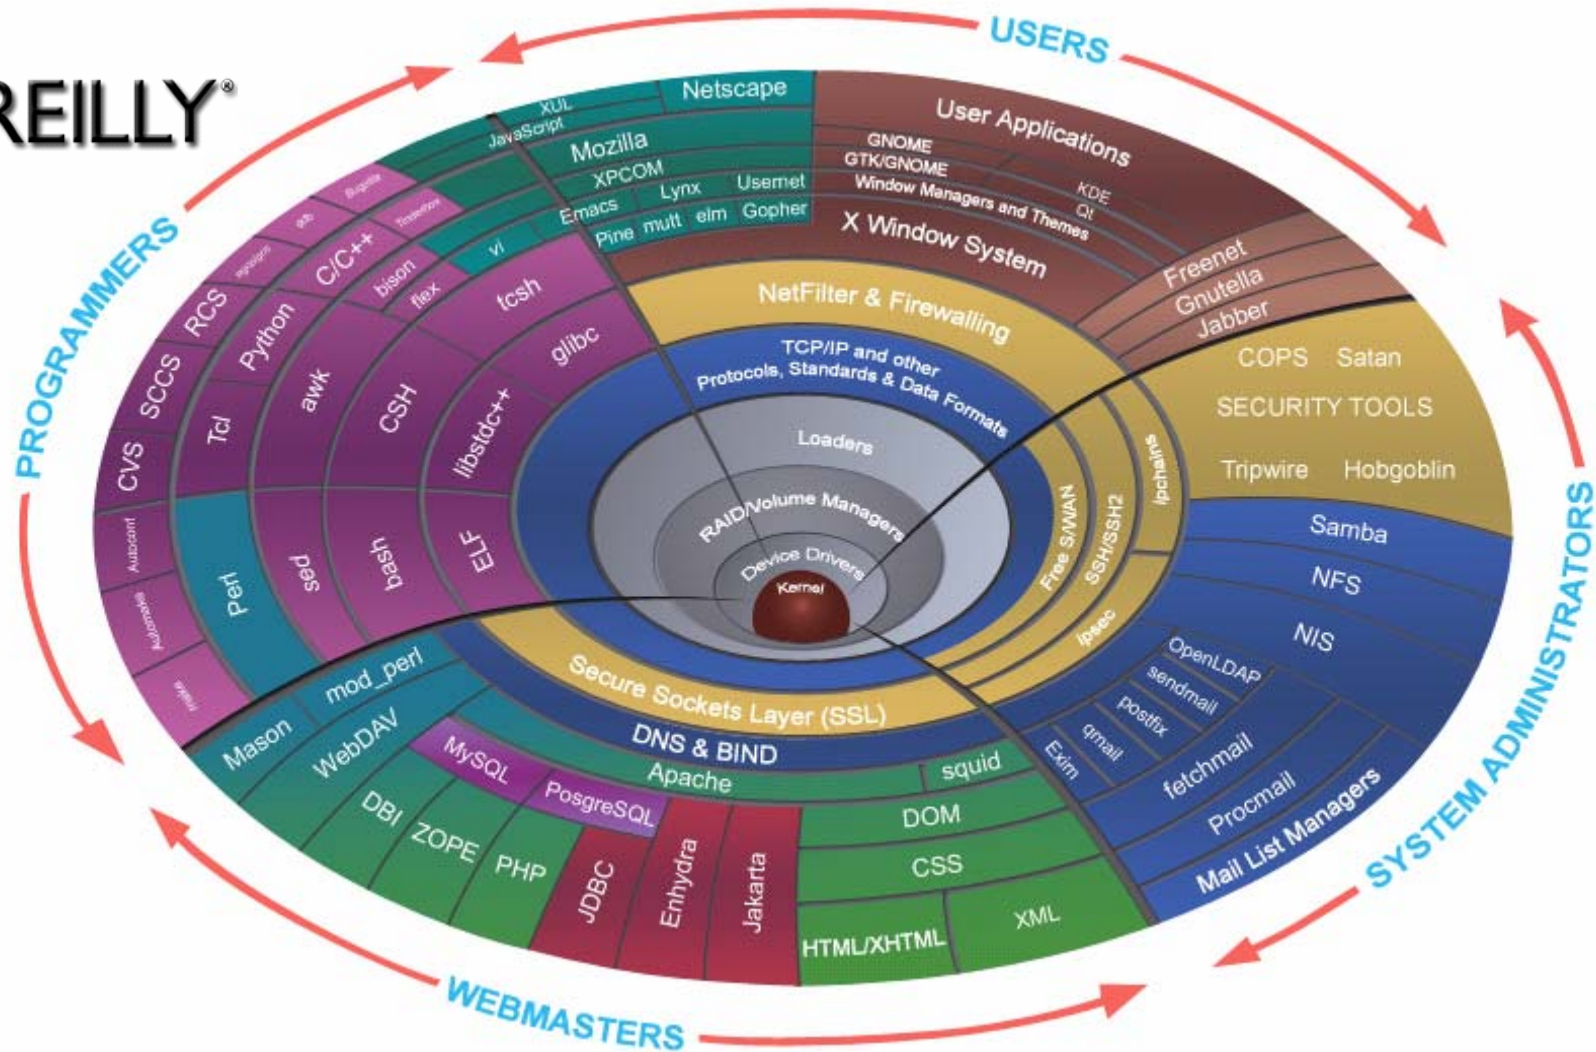 REILLY®
USERS
PROGRAMMERS
SYSTEM ADMINISTRATORS
WEBMASTERS
XUL
Netscape
JavaScript
Mozilla
XPCOM
Lynx
Usernet
Emacs
vi
Pine
mutt
elm
Gopher
User Applications
GNOME
KDE
GTK/GNOME
Qt
Window Managers and Themes
X Window System
Freenet
Gnutella
Jabber
NetFilter & Firewalling
TCP/IP and other
Protocols, Standards & Data Formats
Loaders
RAID/Volume Managers
Device Drivers
Kernel
COPS
Satan
SECURITY TOOLS
Tripwire
Hobgoblin
ipchains
SSH/SSH2
Free S/WAN
ipsec
Samba
NFS
NIS
OpenLDAP
sendmail
postfix
qmail
Exim
fetchmail
Procmail
Mail List Managers
Secure Sockets Layer (SSL)
DNS & BIND
Apache
squid
DOM
CSS
HTML/XHTML
XML
Jakarta
Enhydra
JDBC
PosgreSQL
MySQL
PHP
ZOPE
DBI
WebDAV
mod_perl
Mason
make
Automake
Autoconf
CVS
SCCS
RCS
Tinderbox
C/C++
Python
Tcl
Perl
bison
flex
awk
sed
CSH
bash
tcsh
glibc
libstdc++
ELF